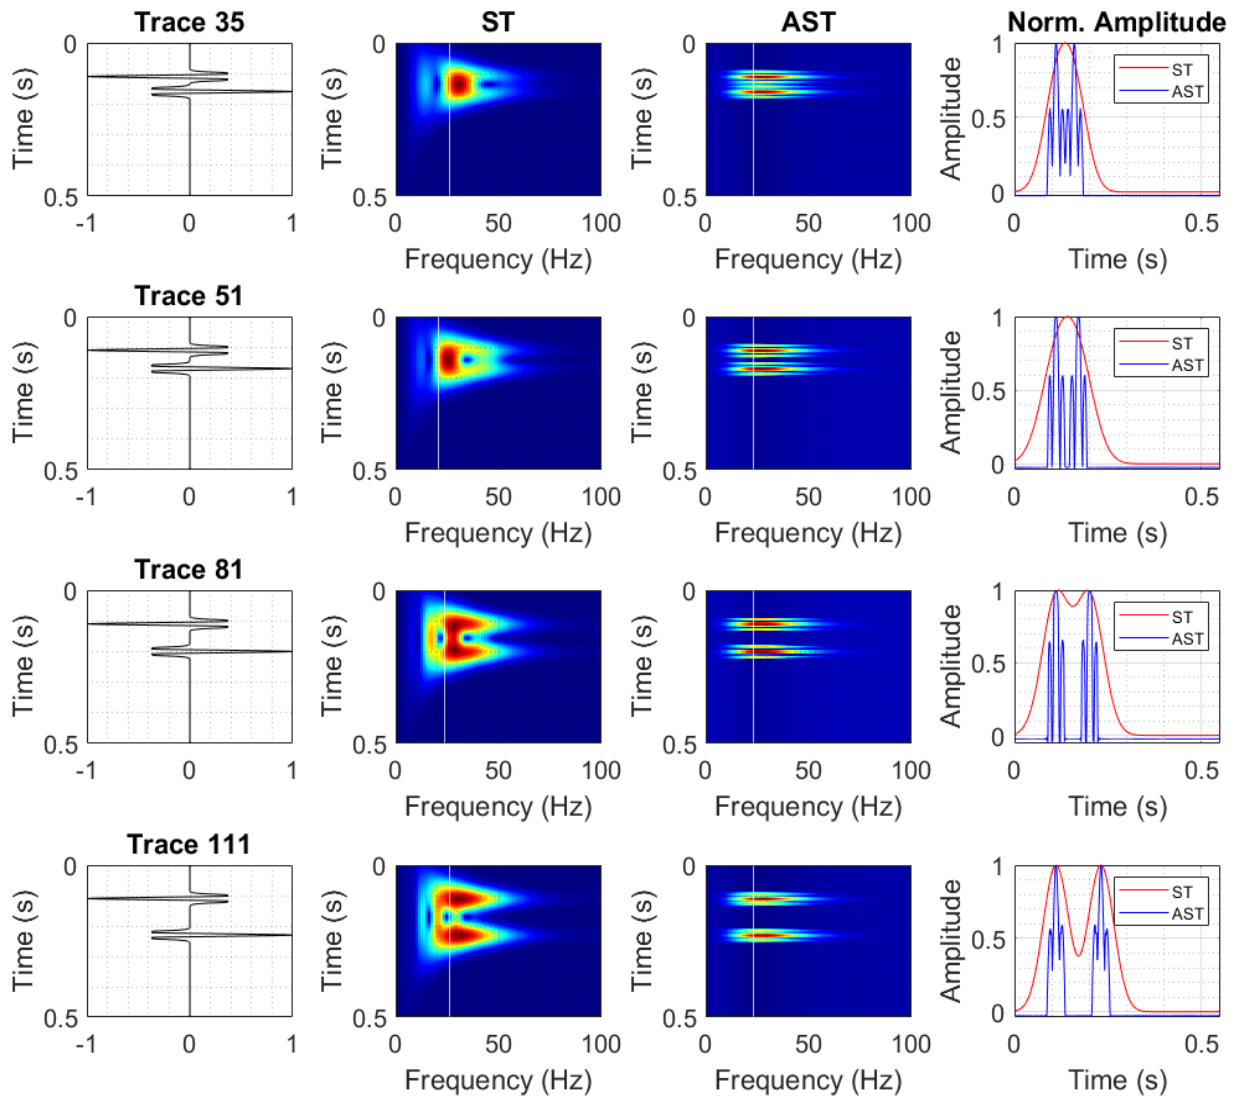 Trace 35 ST AST Norm. Amplitude
Time (s) 0 0.5 -1 0 1
Time (s) 0 0.5 0 50 100 Frequency (Hz)
Time (s) 0 0.5 0 50 100 Frequency (Hz)
Amplitude 1 0.5 0 0 0.5 Time (s) ST AST
Trace 51
Time (s) 0 0.5 -1 0 1
Time (s) 0 0.5 0 50 100 Frequency (Hz)
Time (s) 0 0.5 0 50 100 Frequency (Hz)
Amplitude 1 0.5 0 0 0.5 Time (s) ST AST
Trace 81
Time (s) 0 0.5 -1 0 1
Time (s) 0 0.5 0 50 100 Frequency (Hz)
Time (s) 0 0.5 0 50 100 Frequency (Hz)
Amplitude 1 0.5 0 0 0.5 Time (s) ST AST
Trace 111
Time (s) 0 0.5 -1 0 1
Time (s) 0 0.5 0 50 100 Frequency (Hz)
Time (s) 0 0.5 0 50 100 Frequency (Hz)
Amplitude 1 0.5 0 0 0.5 Time (s) ST AST